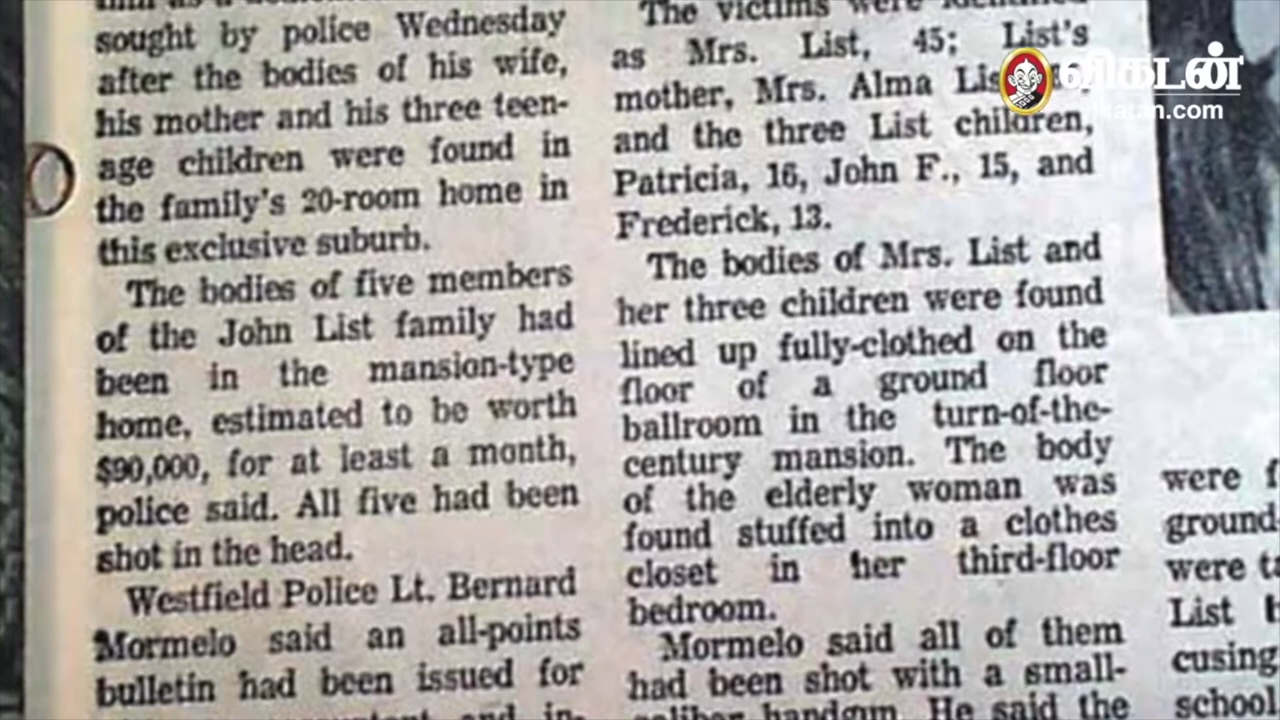 sought by police Wednesday
after the bodies of his wife,
his mother and his three teen-
age children were found in
the family's 20-room home in
this exclusive suburb.
The bodies of five members
of the John List family had
been in the mansion-type
home, estimated to be worth
$90,000, for at least a month,
police said. All five had been
shot in the head.
Westfield Police Lt. Bernard
Mormelo said an all-points
bulletin had been issued for
The victims were identified
as Mrs. List, 45; List's
mother, Mrs. Alma
and the three List children,
Patricia, 16, John F., 15, and
Frederick, 13.
The bodies of Mrs. List and
her three children were found
lined up fully-clothed on the
floor of a ground floor
ballroom in the turn-of-the-
century mansion. The body
of the elderly woman was
found stuffed into a clothes
closet in her third-floor
bedroom.
Mormelo said all of them
had been shot with a small-
caliber handgun. He said the
were
ground
were
List
cusing
school
விகடன்